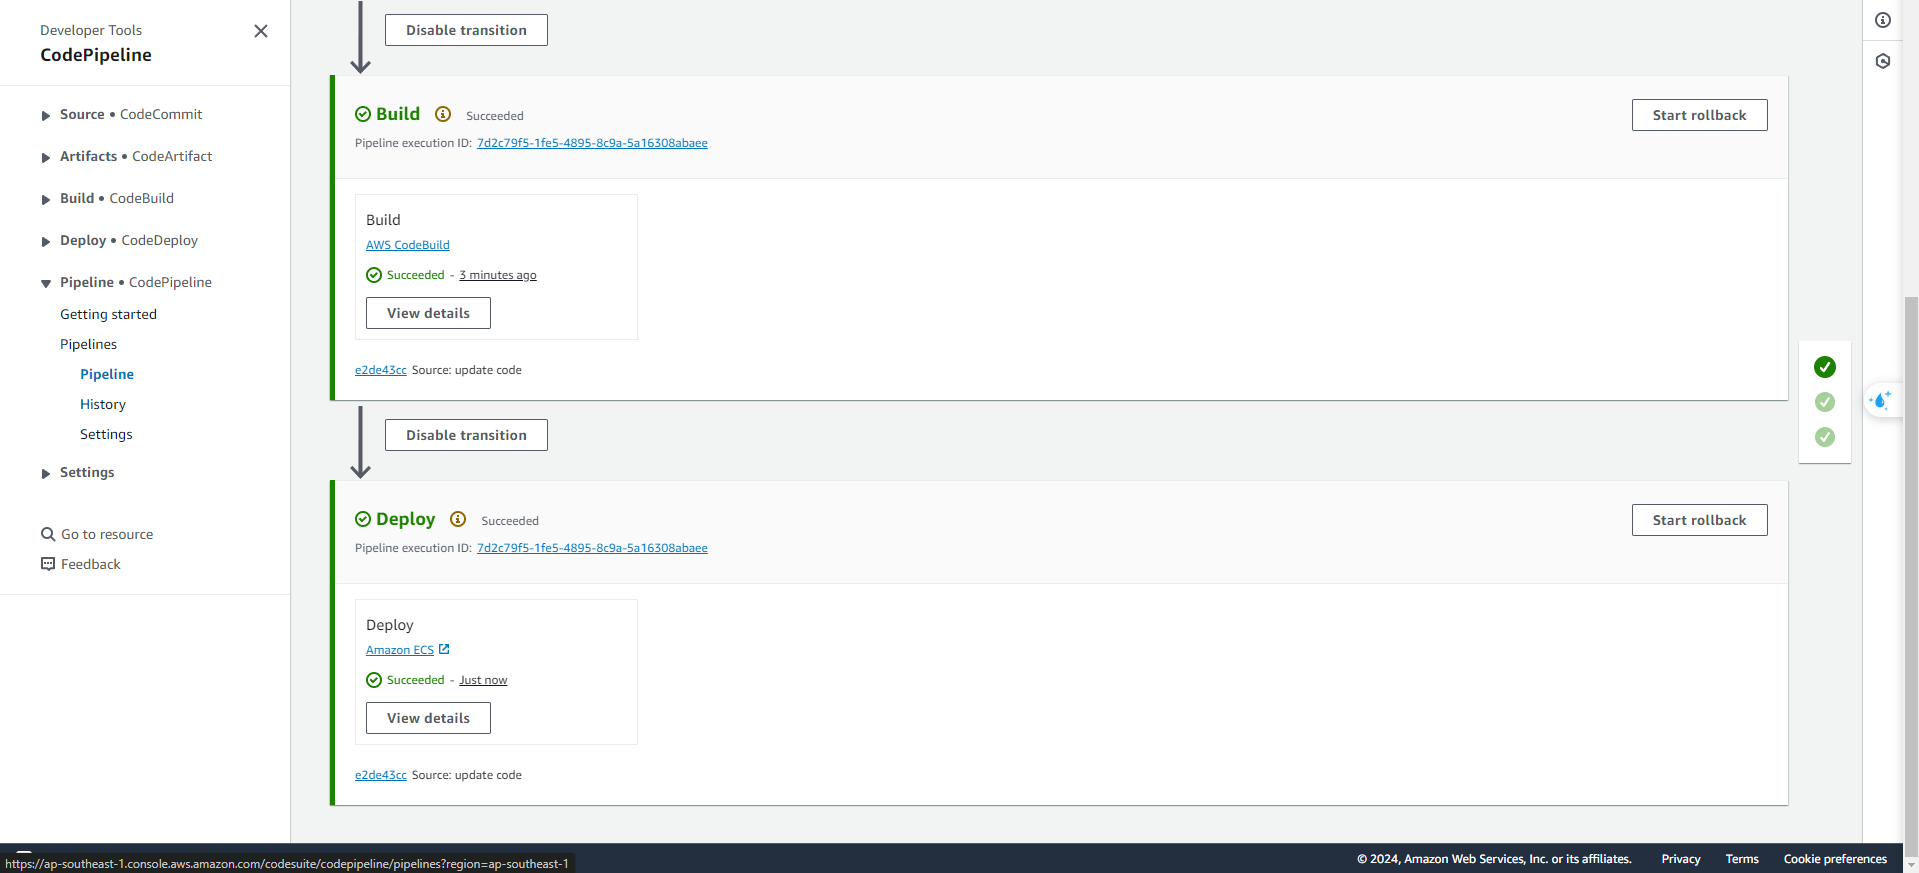 Developer Tools
CodePipeline
Source • CodeCommit
Artifacts • CodeArtifact
Build • CodeBuild
Deploy • CodeDeploy
Pipeline • CodePipeline
Getting started
Pipelines
Pipeline
History
Settings
Settings
Go to resource
Feedback
Disable transition
Build Succeeded
Start rollback
Pipeline execution ID: 7d2c79f5-1fe5-4895-8c9a-5a16308abaee
Build
AWS CodeBuild
Succeeded - 3 minutes ago
View details
e2de43cc Source: update code
Disable transition
Deploy Succeeded
Start rollback
Pipeline execution ID: 7d2c79f5-1fe5-4895-8c9a-5a16308abaee
Deploy
Amazon ECS
Succeeded - Just now
View details
e2de43cc Source: update code
https://ap-southeast-1.console.aws.amazon.com/codesuite/codepipeline/pipelines?region=ap-southeast-1
© 2024, Amazon Web Services, Inc. or its affiliates. Privacy Terms Cookie preferences